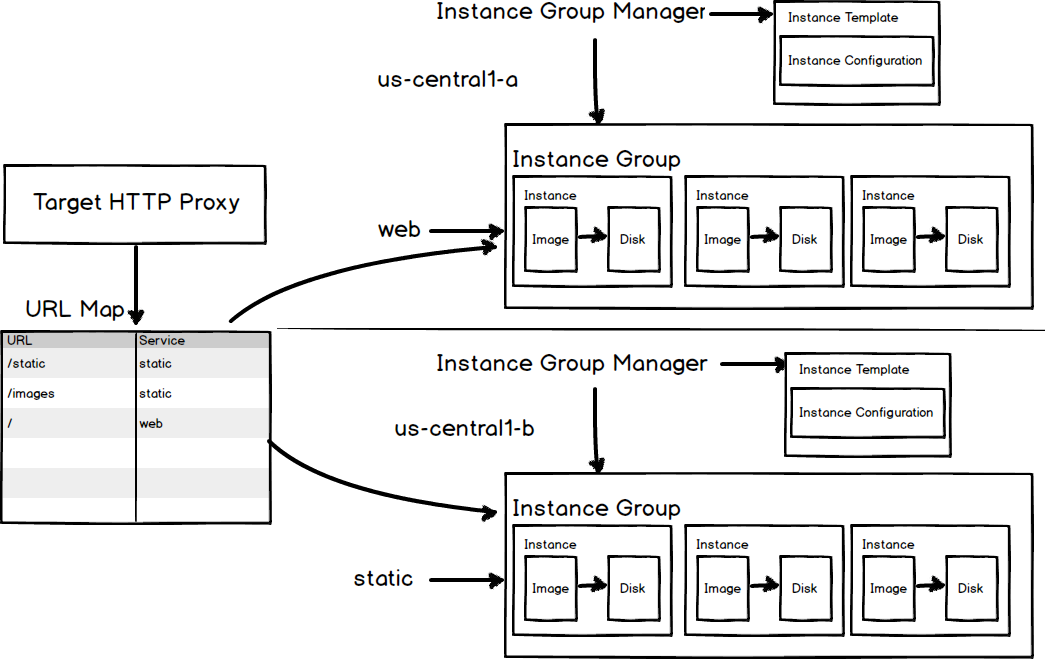 Instance Group Manager
Instance Template
Instance Configuration
us-central1-a
Instance Group
Instance
Instance
Instance
Image
Disk
Image
Disk
Image
Disk
Target HTTP Proxy
web
URL Map
URL Service
/static static
/images static
/ web
Instance Group Manager
Instance Template
Instance Configuration
us-central1-b
Instance Group
Instance
Instance
Instance
Image
Disk
Image
Disk
Image
Disk
static